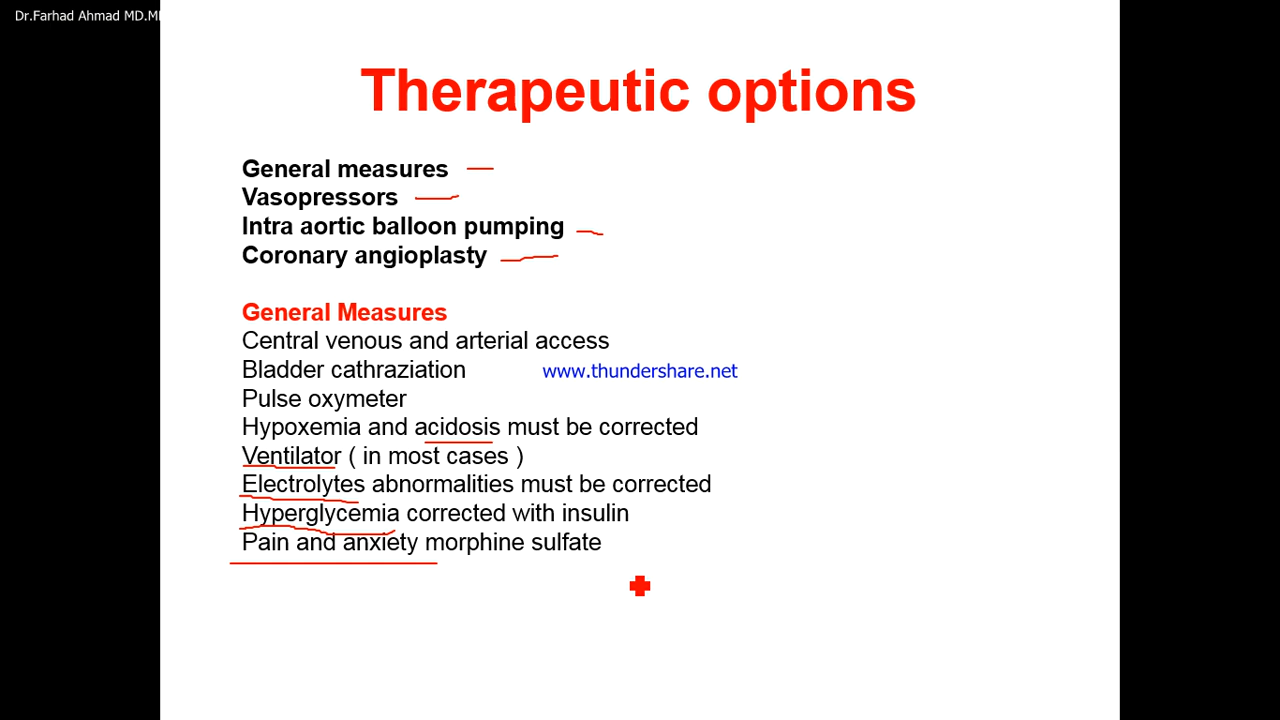 Dr.Farhad Ahmad MD.M
Therapeutic options
General measures
Vasopressors
Intra aortic balloon pumping
Coronary angioplasty
General Measures
Central venous and arterial access
Bladder cathraziation
www.thundershare.net
Pulse oxymeter
Hypoxemia and acidosis must be corrected
Ventilator ( in most cases )
Electrolytes abnormalities must be corrected
Hyperglycemia corrected with insulin
Pain and anxiety morphine sulfate